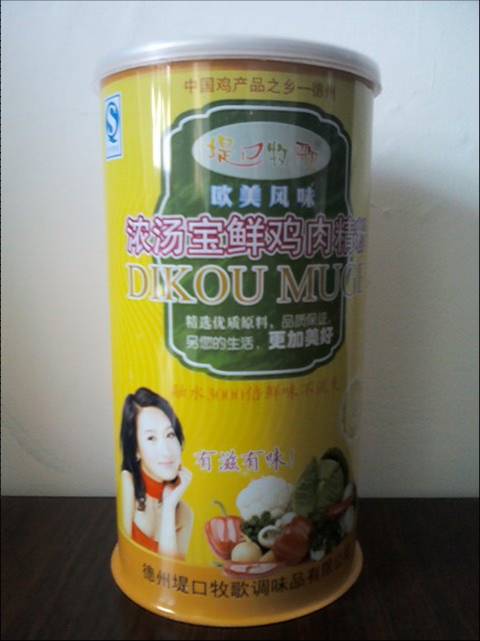 中国鸡产品之乡—德州
堤口牧歌
欧美风味
浓汤宝鲜鸡肉精
DIKOU MUGE
精选优质原料，品质保证，
另您的生活，更加美好
有滋有味！
德州堤口牧歌调味品有限公